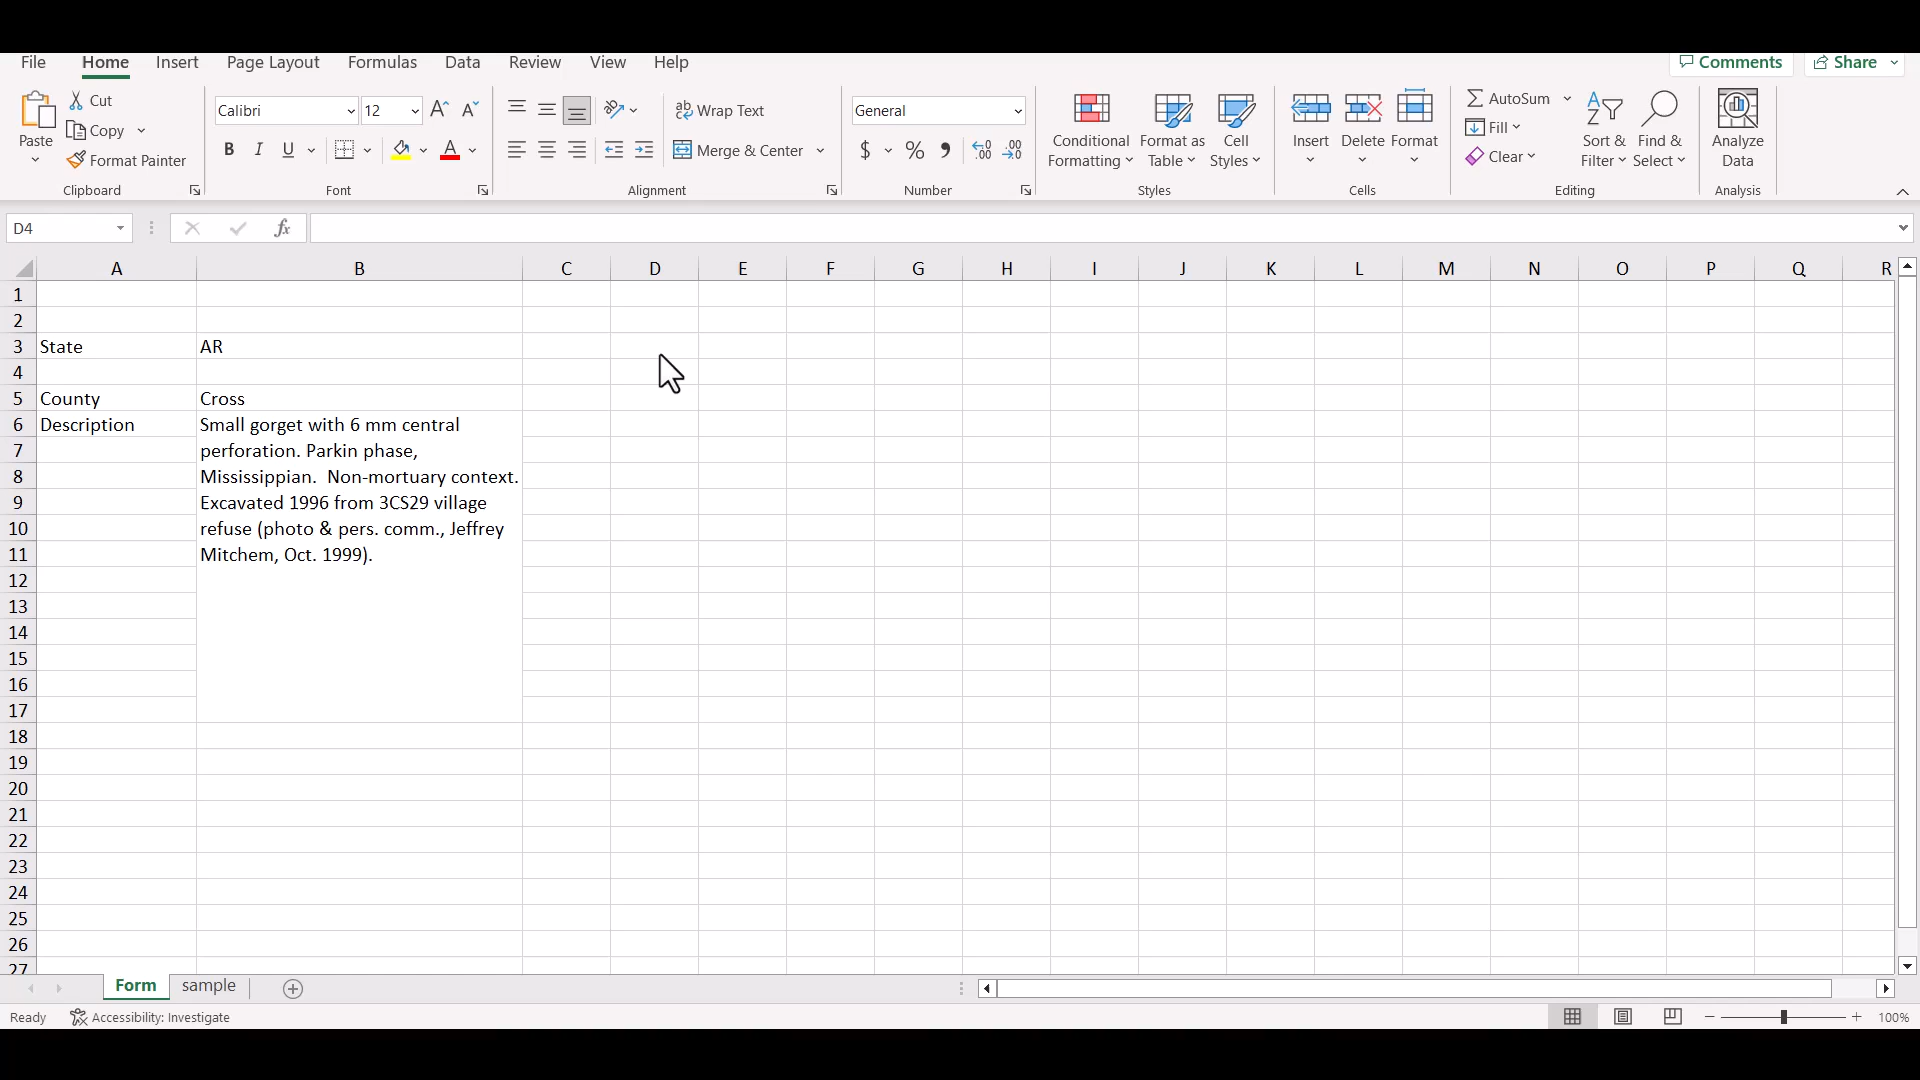 File Home Insert Page Layout Formulas Data Review View Help Comments Share
Paste Cut Copy Format Painter Clipboard
Calibri 12 A A B I U A Font
ab Wrap Text Merge & Center Alignment
General $ % , .00 .00 Number
Conditional Formatting Format as Table Cell Styles Styles
Insert Delete Format Cells
AutoSum Fill Clear Sort & Filter Find & Select Editing
Analyze Data Analysis
D4 fx
A B C D E F G H I J K L M N O P Q R
1
2
3 State AR
4
5 County Cross
6 Description Small gorget with 6 mm central
7 perforation. Parkin phase,
8 Mississippian.  Non-mortuary context.
9 Excavated 1996 from 3CS29 village
10 refuse (photo & pers. comm., Jeffrey
11 Mitchem, Oct. 1999).
12
13
14
15
16
17
18
19
20
21
22
23
24
25
26
27
Form sample
Ready Accessibility: Investigate 100%